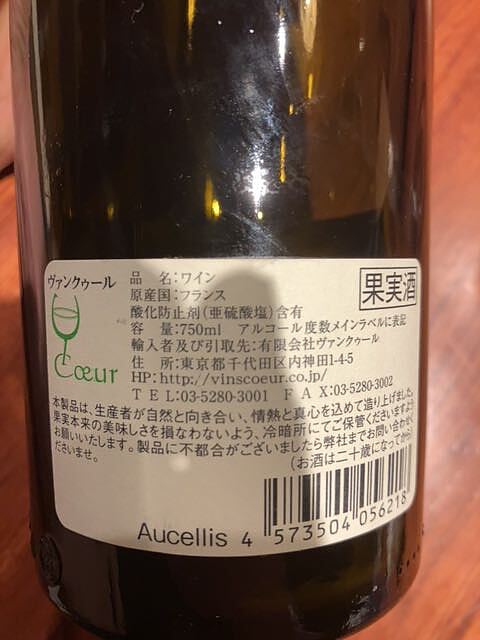 ヴァンクゥール
Cœur
果実酒
品　名：ワイン
原産国：フランス
酸化防止剤（亜硫酸塩）含有
容　量：750ml　アルコール度数メインラベルに表記
輸入者及び引取先：有限会社ヴァンクゥール
住　所：東京都千代田区内神田1-4-5
HP：http://vinscoeur.co.jp/
ＴＥＬ：03-5280-3001　ＦＡＸ：03-5280-3002
本製品は、生産者が自然と向き合い、情熱と真心を込めて造り上げました。
果実本来の美味しさを損なわないよう、冷暗所にてご保管くださいますよう
お願いいたします。製品に不都合がございましたら弊社までお問い合わせく
ださいませ。
（お酒は二十歳になってから）
Aucellis
4 573504 056218